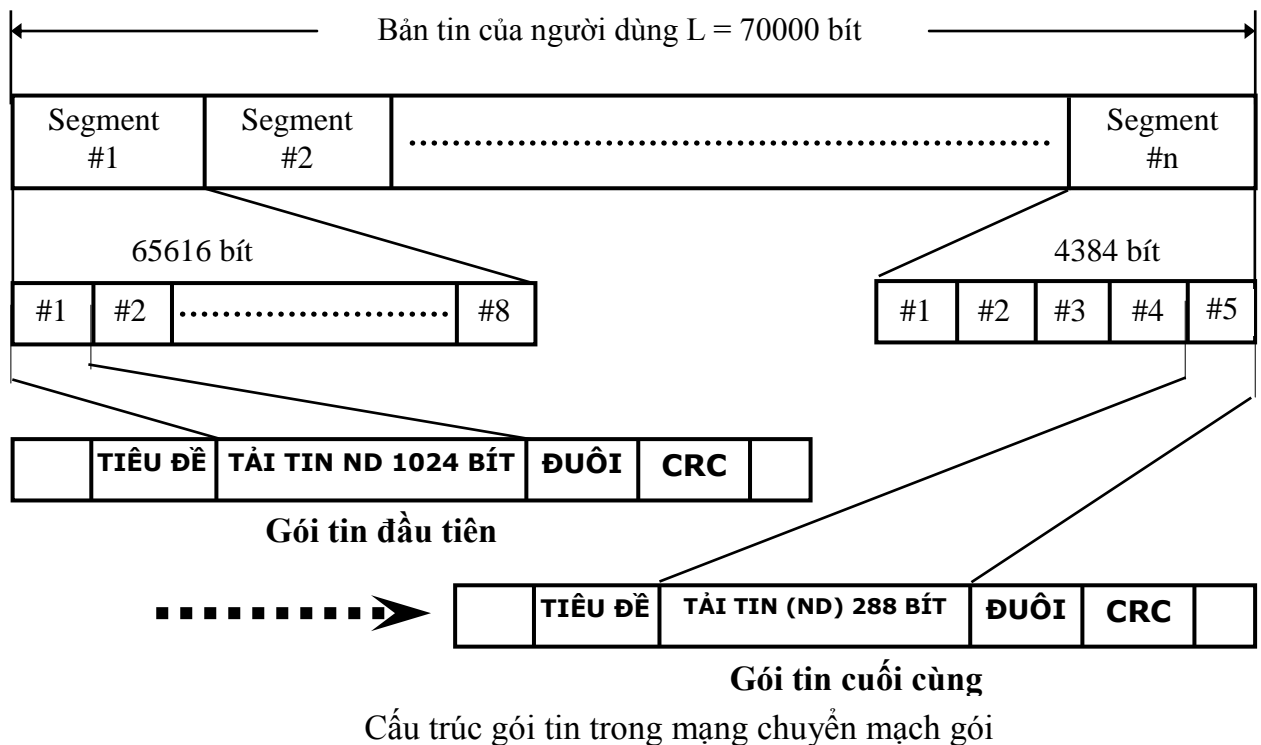 Bản tin của người dùng L = 70000 bít
Segment #1
Segment #2
Segment #n
65616 bít
4384 bít
#1 #2 #8
#1 #2 #3 #4 #5
TIÊU ĐỀ TẢI TIN ND 1024 BÍT ĐUÔI CRC
Gói tin đầu tiên
TIÊU ĐỀ TẢI TIN (ND) 288 BÍT ĐUÔI CRC
Gói tin cuối cùng
Cấu trúc gói tin trong mạng chuyển mạch gói